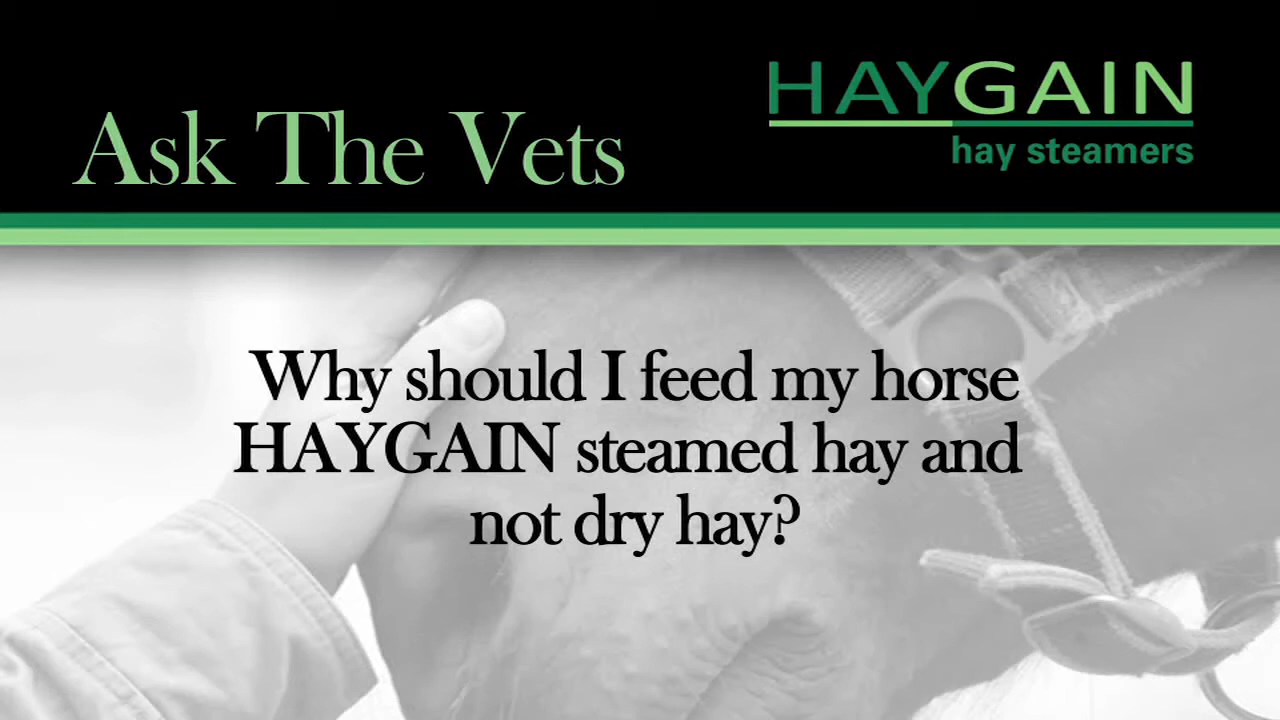 HAYGAIN
hay steamers
Ask The Vets
Why should I feed my horse
HAYGAIN steamed hay and
not dry hay?